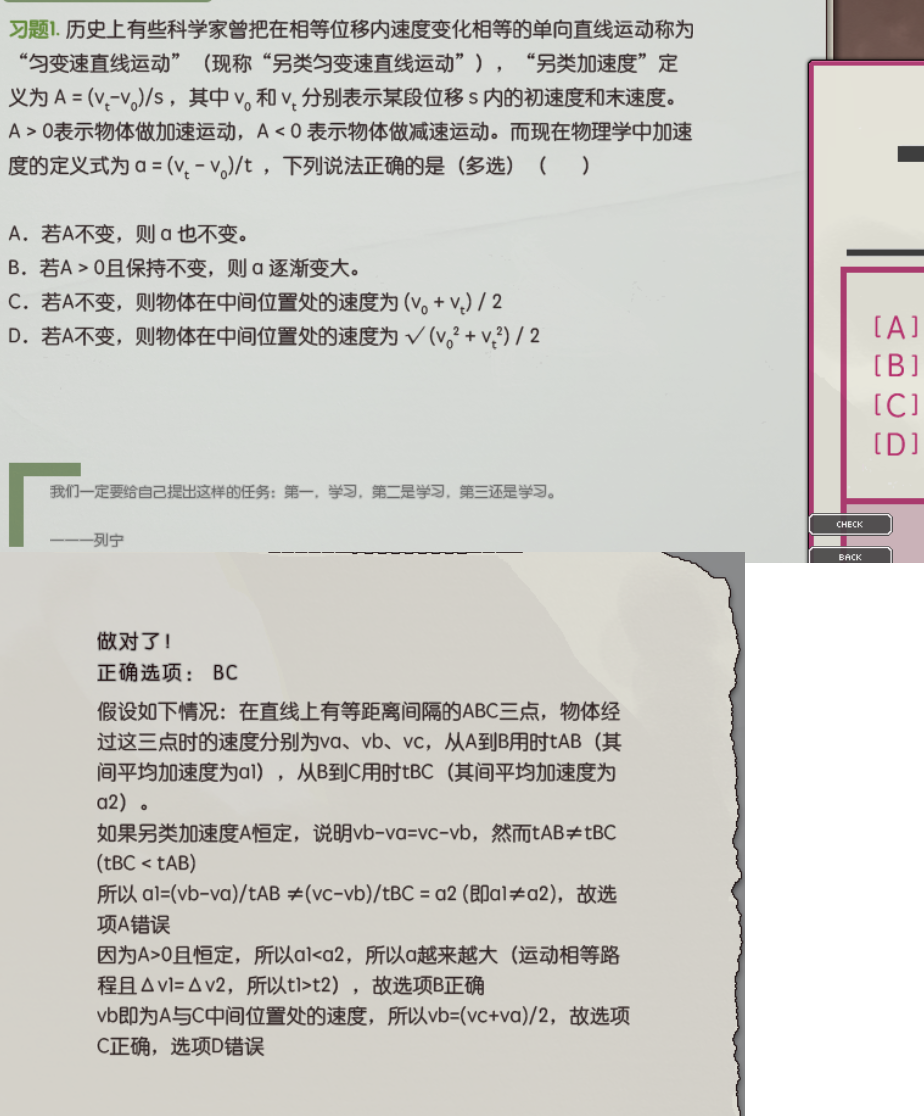 习题1. 历史上有些科学家曾把在相等位移内速度变化相等的单向直线运动称为
“匀变速直线运动”（现称“另类匀变速直线运动”），“另类加速度”定
义为 A = (vₜ-v₀)/s ，其中 v₀ 和 vₜ 分别表示某段位移 s 内的初速度和末速度。
A > 0表示物体做加速运动，A < 0 表示物体做减速运动。而现在物理学中加速
度的定义式为 a = (vₜ - v₀)/t ，下列说法正确的是（多选）（　　）
A．若A不变，则 a 也不变。
B．若A > 0且保持不变，则 a 逐渐变大。
C．若A不变，则物体在中间位置处的速度为 (v₀ + vₜ) / 2
D．若A不变，则物体在中间位置处的速度为 √ (v₀² + vₜ²) / 2
我们一定要给自己提出这样的任务：第一，学习，第二是学习，第三还是学习。
———列宁
[A]
[B]
[C]
[D]
CHECK
BACK
做对了！
正确选项： BC
假设如下情况：在直线上有等距离间隔的ABC三点，物体经
过这三点时的速度分别为va、vb、vc，从A到B用时tAB（其
间平均加速度为a1），从B到C用时tBC（其间平均加速度为
a2）。
如果另类加速度A恒定，说明vb-va=vc-vb，然而tAB≠tBC
(tBC < tAB)
所以 a1=(vb-va)/tAB ≠(vc-vb)/tBC = a2 (即a1≠a2)，故选
项A错误
因为A>0且恒定，所以a1<a2，所以a越来越大（运动相等路
程且Δv1=Δv2，所以t1>t2），故选项B正确
vb即为A与C中间位置处的速度，所以vb=(vc+va)/2，故选项
C正确，选项D错误